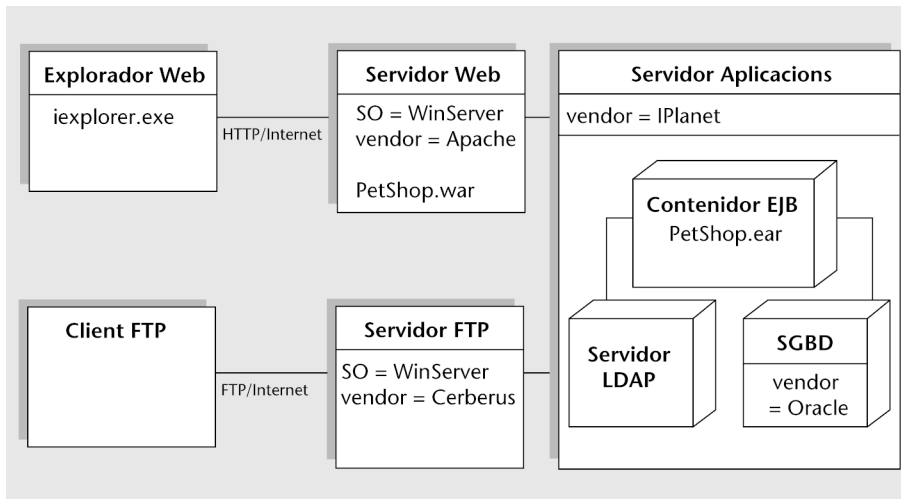 Explorador Web
iexplorer.exe
HTTP/Internet
Servidor Web
SO = WinServer
vendor = Apache
PetShop.war
Servidor Aplicacions
vendor = IPlanet
Contenidor EJB
PetShop.ear
Servidor
LDAP
SGBD
vendor
= Oracle
Client FTP
FTP/Internet
Servidor FTP
SO = WinServer
vendor = Cerberus